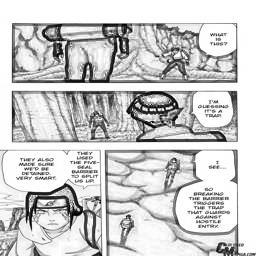 WHAT
IS
THIS?
I'M
GUESSING
IT'S A
TRAP.
THEY
USED
THE FIVE-
SEAL
BARRIER
TO SPLIT
US UP.
THEY ALSO
MADE SURE
WE'D BE
DETAINED.
VERY SMART.
I
SEE...
SO
BREAKING
THE BARRIER
TRIGGERS
THE TRAP
THAT GUARDS
AGAINST
HOSTILE
ENTRY.